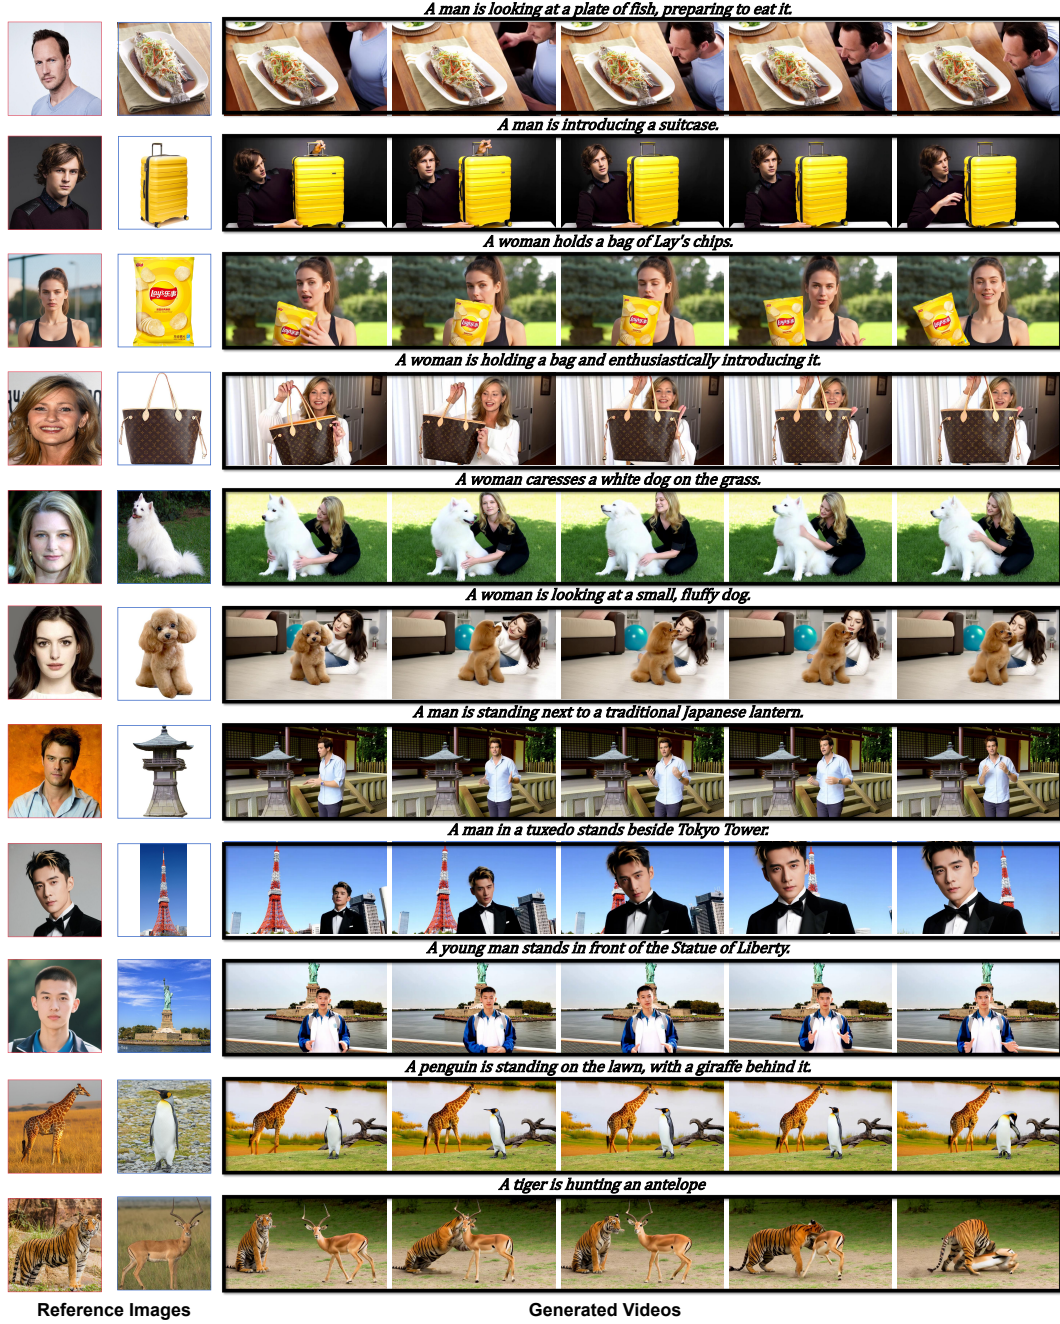 A man is looking at a plate of fish, preparing to eat it.
A man is introducing a suitcase.
A woman holds a bag of Lay's chips.
Lay's乐事
A woman is holding a bag and enthusiastically introducing it.
A woman caresses a white dog on the grass.
A woman is looking at a small, fluffy dog.
A man is standing next to a traditional Japanese lantern.
A man in a tuxedo stands beside Tokyo Tower.
A young man stands in front of the Statue of Liberty.
A penguin is standing on the lawn, with a giraffe behind it.
A tiger is hunting an antelope
Reference Images
Generated Videos